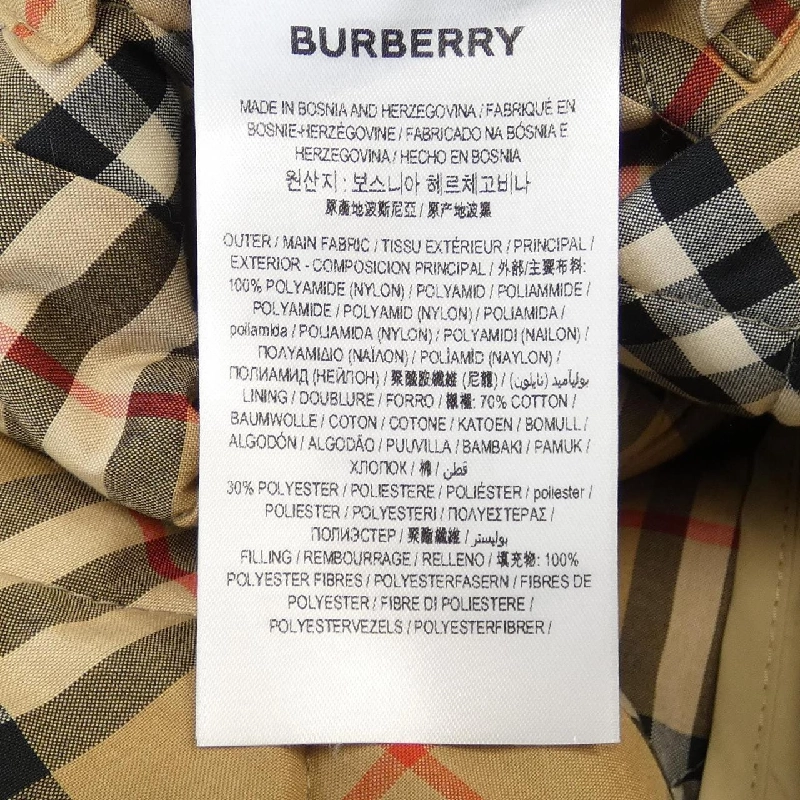 BURBERRY
MADE IN BOSNIA AND HERZEGOVINA / FABRIQUÉ EN
BOSNIE-HERZÉGOVINE / FABRICADO NA BÓSNIA E
HERZEGOVINA / HECHO EN BOSNIA
원산지 : 보스니아 헤르체고비나
原產地波斯尼亞 / 原产地波黑
OUTER / MAIN FABRIC / TISSU EXTÉRIEUR / PRINCIPAL /
EXTERIOR - COMPOSICION PRINCIPAL / 外部/主要布料:
100% POLYAMIDE (NYLON) / POLYAMID / POLIAMMIDE /
POLYAMIDE / POLYAMID (NYLON) / POLIAMIDA /
poliamida / POLIAMIDA (NYLON) / POLYAMIDI (NAILON) /
ΠΟΛΥΑΜΙΔΙΟ (ΝΑΪΛΟΝ) / POLİAMİD (NAYLON) /
ПОЛИАМИД (НЕЙЛОН) / 聚酰胺纖維 (尼龍) / بوليأميد (نايلون) /
LINING / DOUBLURE / FORRO / 襯裡: 70% COTTON /
BAUMWOLLE / COTON / COTONE / KATOEN / BOMULL /
ALGODÓN / ALGODÃO / PUUVILLA / ΒΑΜΒΑΚΙ / PAMUK /
ХЛОПОК / 棉 / قطن /
30% POLYESTER / POLIESTERE / POLIÉSTER / poliester /
POLIESTER / POLYESTERI / ΠΟΛΥΕΣΤΕΡΑΣ /
ПОЛИЭСТЕР / 聚酯纖維 / بوليستر /
FILLING / REMBOURRAGE / RELLENO / 填充物: 100%
POLYESTER FIBRES / POLYESTERFASERN / FIBRES DE
POLYESTER / FIBRE DI POLIESTERE /
POLYESTERVEZELS / POLYESTERFIBRER /